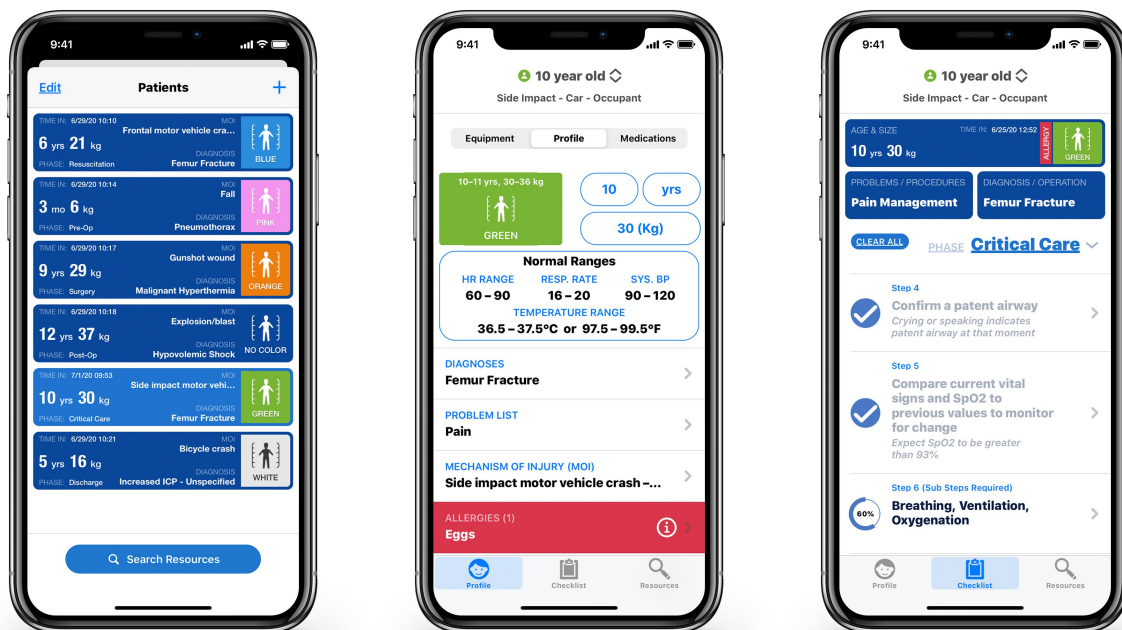 9:41
Edit
Patients
+
TIME IN: 6/29/20 10:10
MOI
Frontal motor vehicle cra...
6 yrs 21 kg
DIAGNOSIS
PHASE: Resuscitation
Femur Fracture
BLUE
TIME IN: 6/29/20 10:14
MOI
Fall
3 mo 6 kg
DIAGNOSIS
PHASE: Pre-Op
Pneumothorax
PINK
TIME IN: 6/29/20 10:17
MOI
Gunshot wound
9 yrs 29 kg
DIAGNOSIS
PHASE: Surgery
Malignant Hyperthermia
ORANGE
TIME IN: 6/29/20 10:18
MOI
Explosion/blast
12 yrs 37 kg
DIAGNOSIS
PHASE: Post-Op
Hypovolemic Shock
NO COLOR
TIME IN: 7/1/20 09:53
MOI
Side impact motor vehi...
10 yrs 30 kg
DIAGNOSIS
PHASE: Critical Care
Femur Fracture
GREEN
TIME IN: 6/29/20 10:21
MOI
Bicycle crash
5 yrs 16 kg
DIAGNOSIS
PHASE: Discharge
Increased ICP - Unspecified
WHITE
Search Resources
9:41
10 year old
Side Impact - Car - Occupant
Equipment
Profile
Medications
10–11 yrs, 30–36 kg
GREEN
10
yrs
30 (Kg)
Normal Ranges
HR RANGE
RESP. RATE
SYS. BP
60 – 90
16 – 20
90 – 120
TEMPERATURE RANGE
36.5 – 37.5°C or 97.5 – 99.5°F
DIAGNOSES
Femur Fracture
PROBLEM LIST
Pain
MECHANISM OF INJURY (MOI)
Side impact motor vehicle crash –...
ALLERGIES (1)
Eggs
Profile
Checklist
Resources
9:41
10 year old
Side Impact - Car - Occupant
AGE & SIZE
TIME IN: 6/25/20 12:52
10 yrs 30 kg
ALLERGY
GREEN
PROBLEMS / PROCEDURES
Pain Management
DIAGNOSIS / OPERATION
Femur Fracture
CLEAR ALL
PHASE Critical Care
Step 4
Confirm a patent airway
Crying or speaking indicates
patent airway at that moment
Step 5
Compare current vital
signs and SpO2 to
previous values to monitor
for change
Expect SpO2 to be greater
than 93%
Step 6 (Sub Steps Required)
60%
Breathing, Ventilation,
Oxygenation
Profile
Checklist
Resources